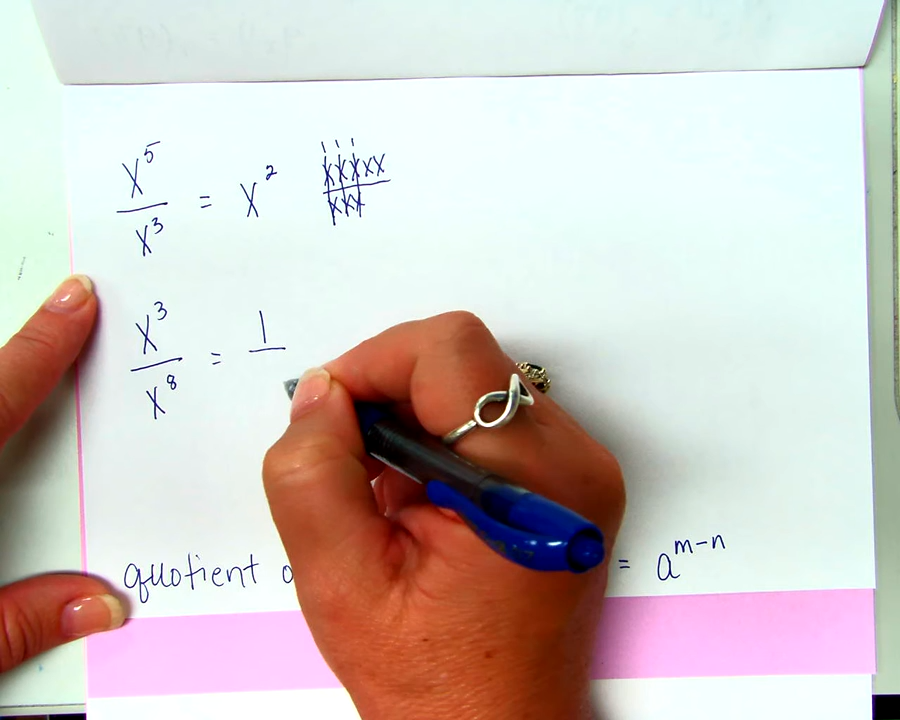 x^5 / x^3 = x^2 xxxxx / xxx
x^3 / x^8 = 1 /
quotient = a^{m-n}